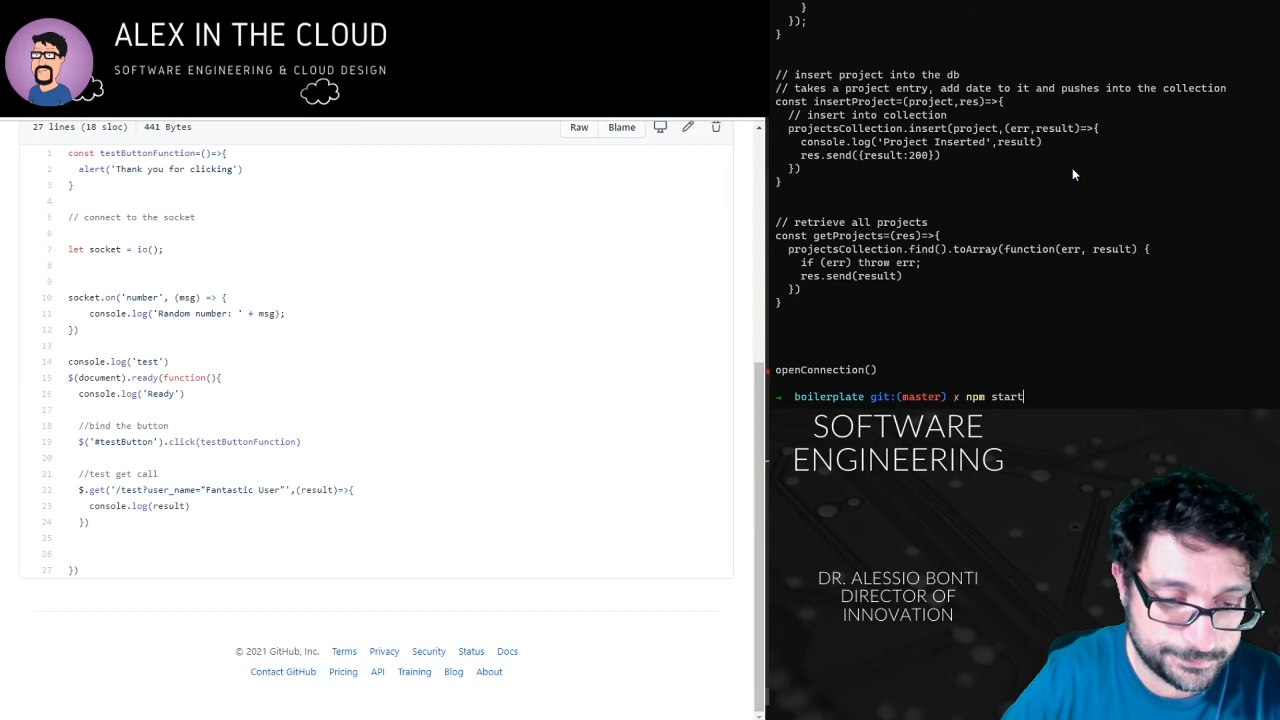 ALEX IN THE CLOUD
SOFTWARE ENGINEERING & CLOUD DESIGN
27 lines (18 sloc) 441 Bytes
Raw Blame
1 const testButtonFunction=()=>{
2 alert('Thank you for clicking')
3 }
4
5 // connect to the socket
6
7 let socket = io();
8
9
10 socket.on('number', (msg) => {
11 console.log('Random number: ' + msg);
12 })
13
14 console.log('test')
15 $(document).ready(function(){
16 console.log('Ready')
17
18 //bind the button
19 $('#testButton').click(testButtonFunction)
20
21 //test get call
22 $.get('/test?user_name="Fantastic User"',(result)=>{
23 console.log(result)
24 })
25
26
27 })
© 2021 GitHub, Inc. Terms Privacy Security Status Docs
Contact GitHub Pricing API Training Blog About
}
});
}
// insert project into the db
// takes a project entry, add date to it and pushes into the collection
const insertProject=(project,res)=>{
// insert into collection
projectsCollection.insert(project,(err,result)=>{
console.log('Project Inserted',result)
res.send({result:200})
})
}
// retrieve all projects
const getProjects=(res)=>{
projectsCollection.find().toArray(function(err, result) {
if (err) throw err;
res.send(result)
})
}
openConnection()
→ boilerplate git:(master) ✗ npm start
SOFTWARE
ENGINEERING
DR. ALESSIO BONTI
DIRECTOR OF
INNOVATION